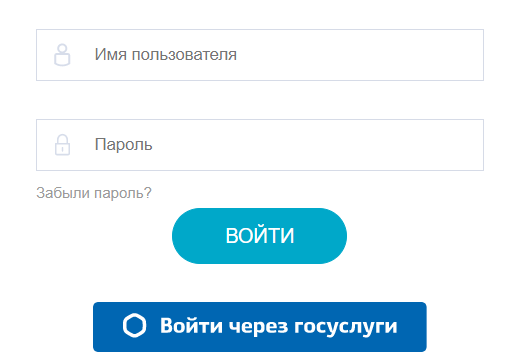 Имя пользователя
Пароль
Забыли пароль?
ВОЙТИ
Войти через госуслуги